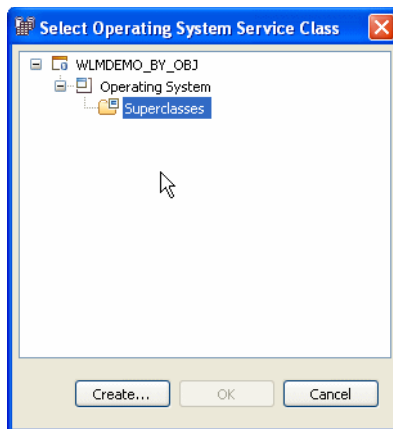 Select Operating System Service Class
WLMDEMO_BY_OBJ
Operating System
Superclasses
Create... OK Cancel